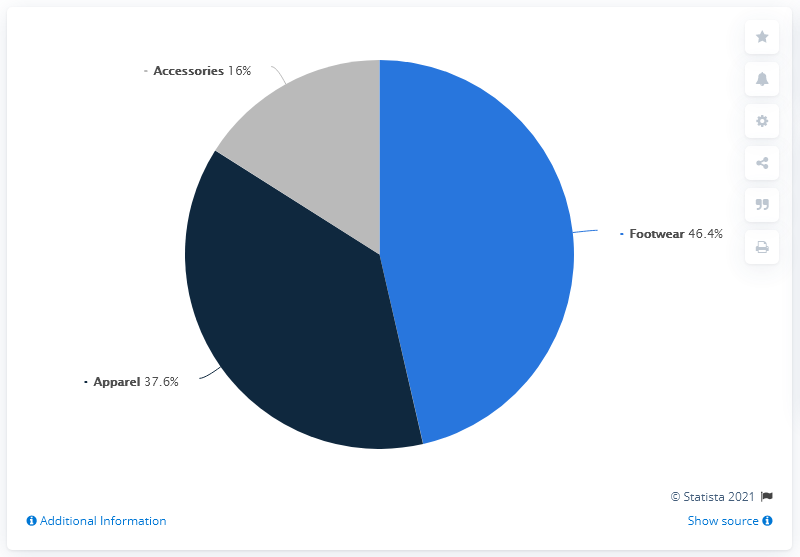 Accessories 16%
Footwear 46.4%
Apparel 37.6%
© Statista 2021
Additional Information
Show source